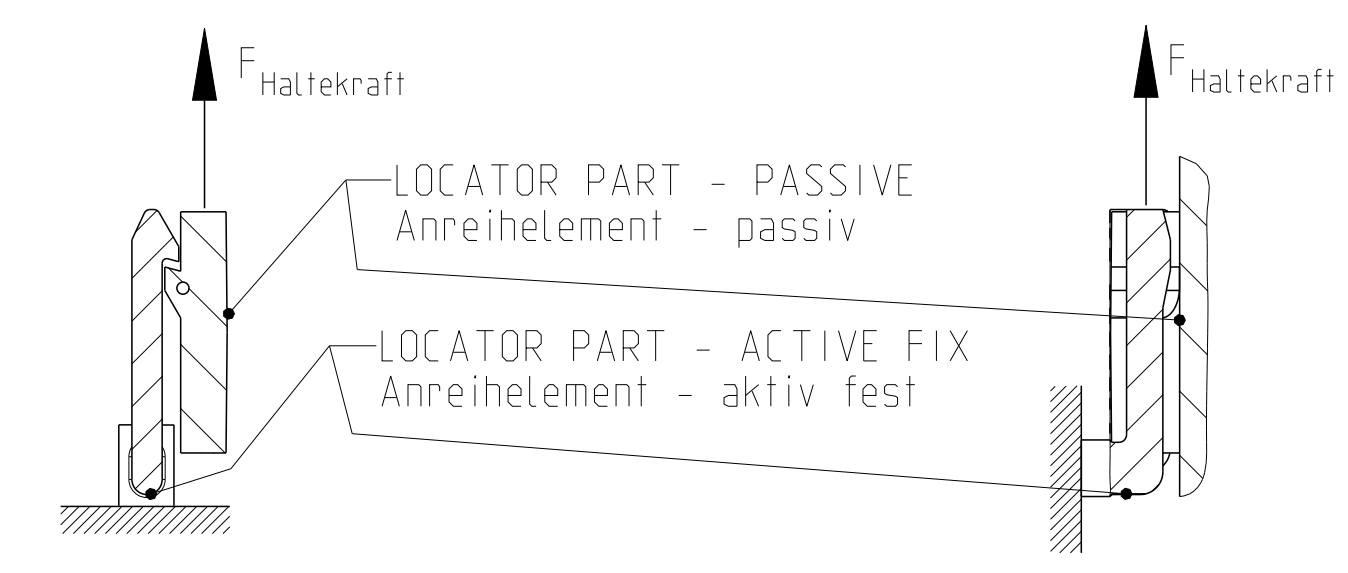 F Haltekraft
F Haltekraft
LOCATOR PART - PASSIVE
Anreihelement - passiv
LOCATOR PART - ACTIVE FIX
Anreihelement - aktiv fest